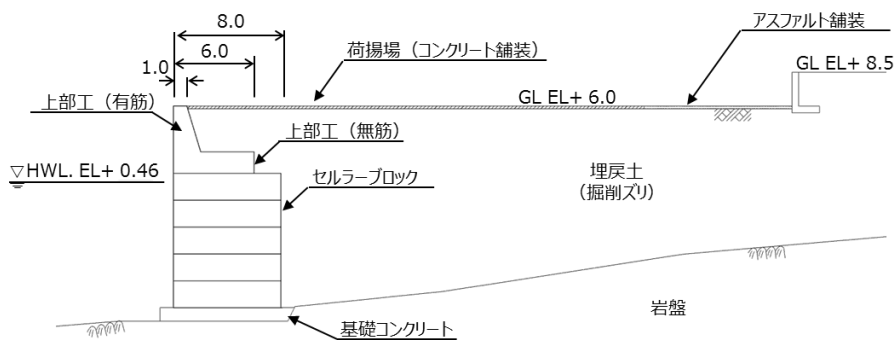 8.0
6.0
1.0
荷揚場（コンクリート舗装）
アスファルト舗装
GL EL+ 8.5
GL EL+ 6.0
上部工（有筋）
上部工（無筋）
▽HWL. EL+ 0.46
セルラーブロック
埋戻土
（掘削ズリ）
岩盤
基礎コンクリート